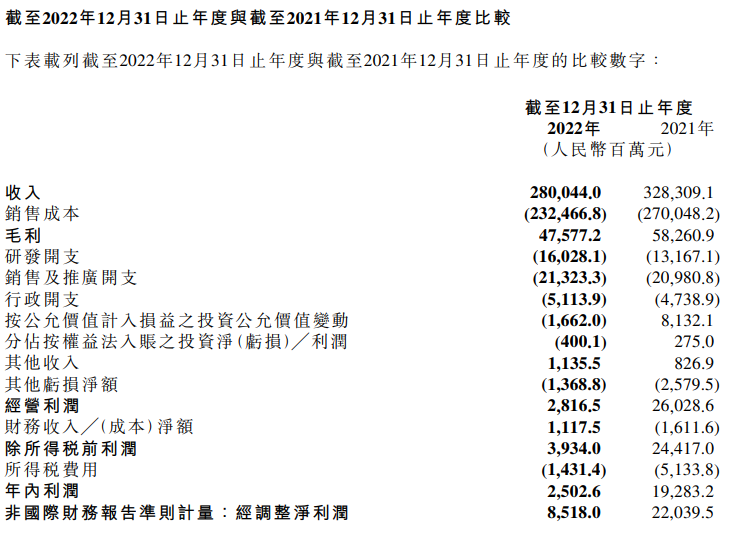 截至2022年12月31日止年度與截至2021年12月31日止年度比較
下表載列截至2022年12月31日止年度與截至2021年12月31日止年度的比較數字：
截至12月31日止年度
2022年 2021年
(人民幣百萬元)
收入 280,044.0 328,309.1
銷售成本 (232,466.8) (270,048.2)
毛利 47,577.2 58,260.9
研發開支 (16,028.1) (13,167.1)
銷售及推廣開支 (21,323.3) (20,980.8)
行政開支 (5,113.9) (4,738.9)
按公允價值計入損益之投資公允價值變動 (1,662.0) 8,132.1
分佔按權益法入賬之投資淨(虧損)／利潤 (400.1) 275.0
其他收入 1,135.5 826.9
其他虧損淨額 (1,368.8) (2,579.5)
經營利潤 2,816.5 26,028.6
財務收入／(成本)淨額 1,117.5 (1,611.6)
除所得稅前利潤 3,934.0 24,417.0
所得稅費用 (1,431.4) (5,133.8)
年內利潤 2,502.6 19,283.2
非國際財務報告準則計量：經調整淨利潤 8,518.0 22,039.5